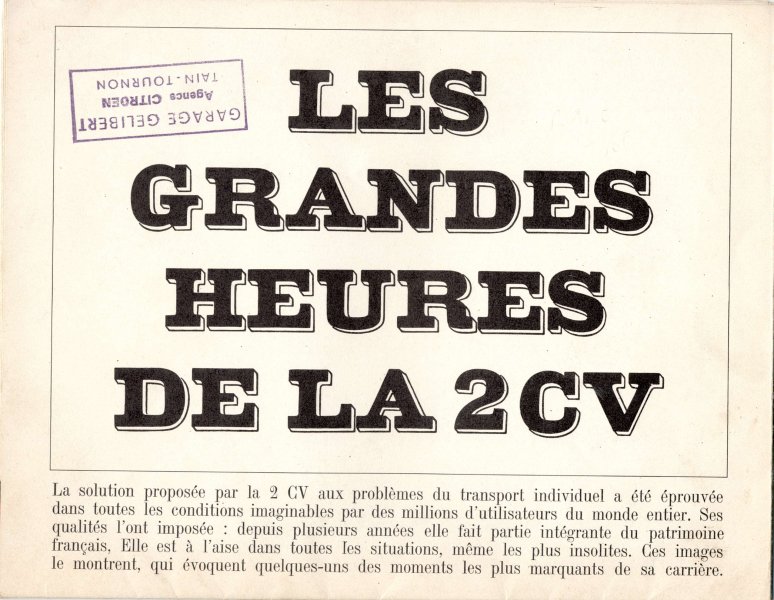 GARAGE GELIBERT
Agence CITROEN
TAIN-TOURNON
LES
GRANDES
HEURES
DE LA 2CV
La solution proposée par la 2 CV aux problèmes du transport individuel a été éprouvée
dans toutes les conditions imaginables par des millions d'utilisateurs du monde entier. Ses
qualités l'ont imposée : depuis plusieurs années elle fait partie intégrante du patrimoine
français, Elle est à l'aise dans toutes les situations, même les plus insolites. Ces images
le montrent, qui évoquent quelques-uns des moments les plus marquants de sa carrière.